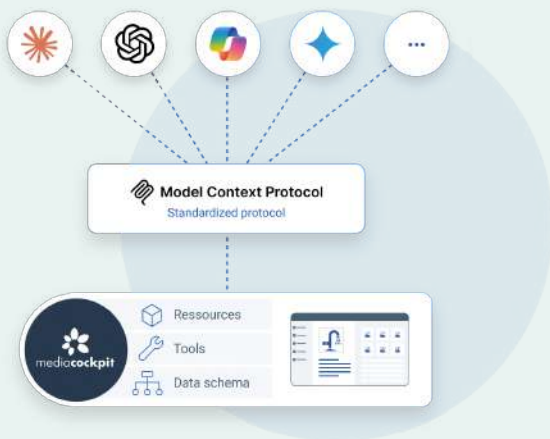 ...
Model Context Protocol
Standardized protocol
mediacockpit
Ressources
Tools
Data schema